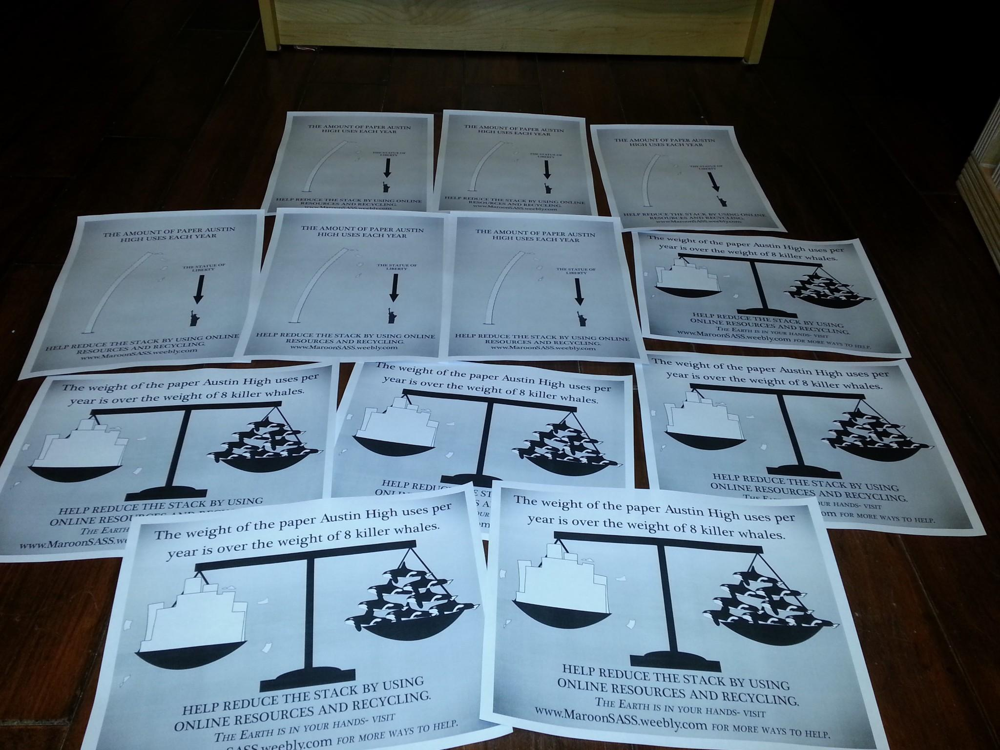 THE AMOUNT OF PAPER AUSTIN
HIGH USES EACH YEAR
THE STATUE OF
LIBERTY
HELP REDUCE THE STACK BY USING ONLINE
RESOURCES AND RECYCLING.
www.MaroonSASS.weebly.com
THE AMOUNT OF PAPER AUSTIN
HIGH USES EACH YEAR
THE STATUE OF
LIBERTY
HELP REDUCE THE STACK BY USING ONLINE
RESOURCES AND RECYCLING.
www.MaroonSASS.weebly.com
THE AMOUNT OF PAPER AUSTIN
HIGH USES EACH YEAR
THE STATUE OF
LIBERTY
HELP REDUCE THE STACK BY USING ONLINE
RESOURCES AND RECYCLING.
www.MaroonSASS.weebly.com
THE AMOUNT OF PAPER AUSTIN
HIGH USES EACH YEAR
THE STATUE OF
LIBERTY
HELP REDUCE THE STACK BY USING ONLINE
RESOURCES AND RECYCLING.
www.MaroonSASS.weebly.com
THE AMOUNT OF PAPER AUSTIN
HIGH USES EACH YEAR
THE STATUE OF
LIBERTY
HELP REDUCE THE STACK BY USING ONLINE
RESOURCES AND RECYCLING.
www.MaroonSASS.weebly.com
THE AMOUNT OF PAPER AUSTIN
HIGH USES EACH YEAR
THE STATUE OF
LIBERTY
HELP REDUCE THE STACK BY USING ONLINE
RESOURCES AND RECYCLING.
www.MaroonSASS.weebly.com
The weight of the paper Austin High uses per
year is over the weight of 8 killer whales.
HELP REDUCE THE STACK BY USING
ONLINE RESOURCES AND RECYCLING.
THE EARTH IS IN YOUR HANDS- VISIT
www.MaroonSASS.weebly.com FOR MORE WAYS TO HELP.
The weight of the paper Austin High uses per
year is over the weight of 8 killer whales.
HELP REDUCE THE STACK BY USING
ONLINE RESOURCES AND
THE EARTH
www.MaroonSASS.we
The weight of the paper Austin High uses per
year is over the weight of 8 killer whales.
HELP REDUC E ST
ONLIN S A
OUR
om
The weight of the paper Austin High uses per
year is over the weight of 8 killer whales.
HELP REDUCE THE STACK BY USING
ONLINE RESOURCES AND RECYCLING.
THE EA OUR HANDS- VISIT
om FOR MORE WAYS TO HELP.
The weight of the paper Austin High uses per
year is over the weight of 8 killer whales.
HELP REDUCE THE STACK BY USING
ONLINE RESOURCES AND RECYCLING.
THE EARTH IS IN YOUR HANDS- VISIT
SASS.weebly.com FOR MORE WAYS TO HELP.
The weight of the paper Austin High uses per
year is over the weight of 8 killer whales.
HELP REDUCE THE STACK BY USING
ONLINE RESOURCES AND RECYCLING.
THE EARTH IS IN YOUR HANDS- VISIT
www.MaroonSASS.weebly.com FOR MORE WAYS TO HELP.